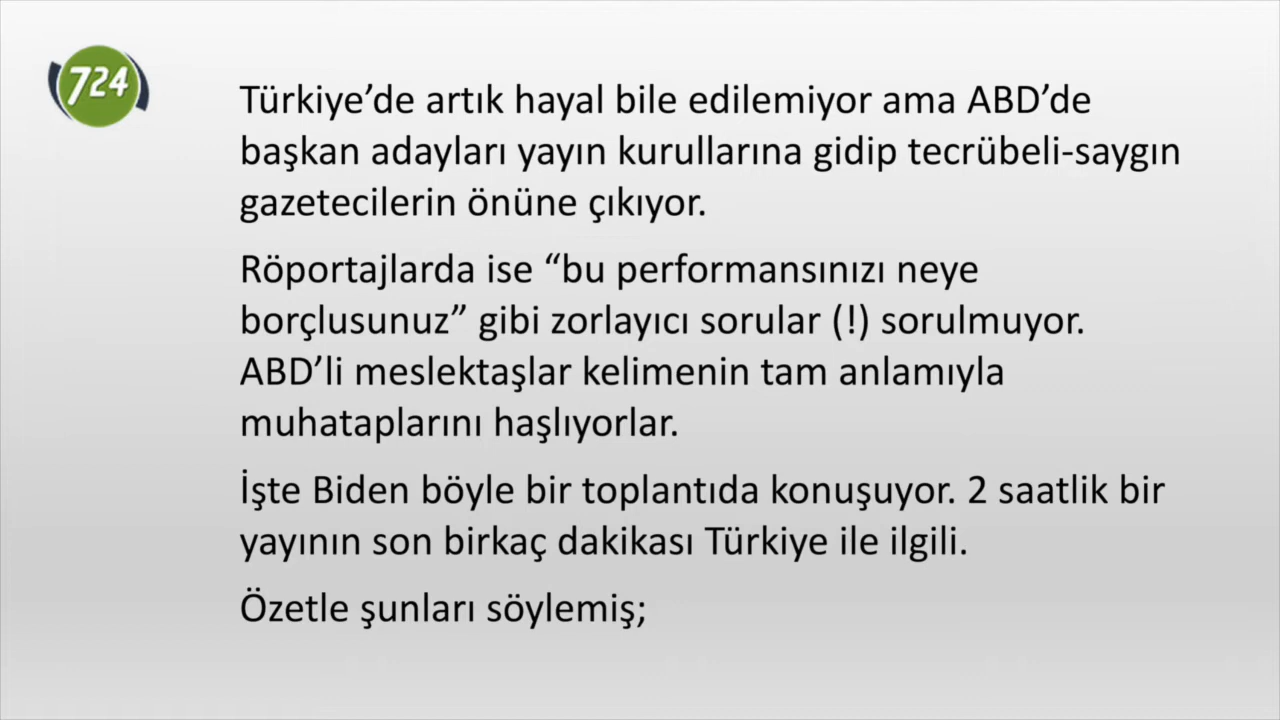 724
Türkiye’de artık hayal bile edilemiyor ama ABD’de
başkan adayları yayın kurullarına gidip tecrübeli-saygın
gazetecilerin önüne çıkıyor.
Röportajlarda ise “bu performansınızı neye
borçlusunuz” gibi zorlayıcı sorular (!) sorulmuyor.
ABD’li meslektaşlar kelimenin tam anlamıyla
muhataplarını haşlıyorlar.
İşte Biden böyle bir toplantıda konuşuyor. 2 saatlik bir
yayının son birkaç dakikası Türkiye ile ilgili.
Özetle şunları söylemiş;